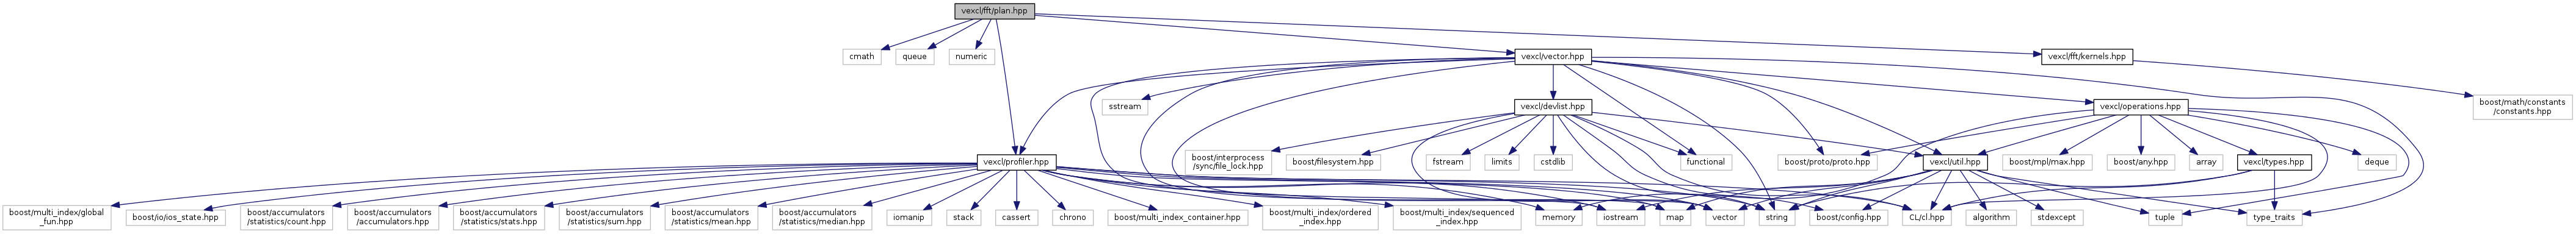 vexcl/fft/plan.hpp
cmath
queue
numeric
vexcl/vector.hpp
vexcl/fft/kernels.hpp
sstream
vexcl/devlist.hpp
vexcl/operations.hpp
boost/math/constants
/constants.hpp
vexcl/profiler.hpp
boost/interprocess
/sync/file_lock.hpp
boost/filesystem.hpp
fstream
limits
cstdlib
functional
boost/proto/proto.hpp
vexcl/util.hpp
boost/mpl/max.hpp
boost/any.hpp
array
vexcl/types.hpp
deque
boost/multi_index/global
_fun.hpp
boost/io/ios_state.hpp
boost/accumulators
/statistics/count.hpp
boost/accumulators
/accumulators.hpp
boost/accumulators
/statistics/stats.hpp
boost/accumulators
/statistics/sum.hpp
boost/accumulators
/statistics/mean.hpp
boost/accumulators
/statistics/median.hpp
iomanip
stack
cassert
chrono
boost/multi_index_container.hpp
boost/multi_index/ordered
_index.hpp
boost/multi_index/sequenced
_index.hpp
memory
iostream
map
vector
string
boost/config.hpp
CL/cl.hpp
algorithm
stdexcept
tuple
type_traits